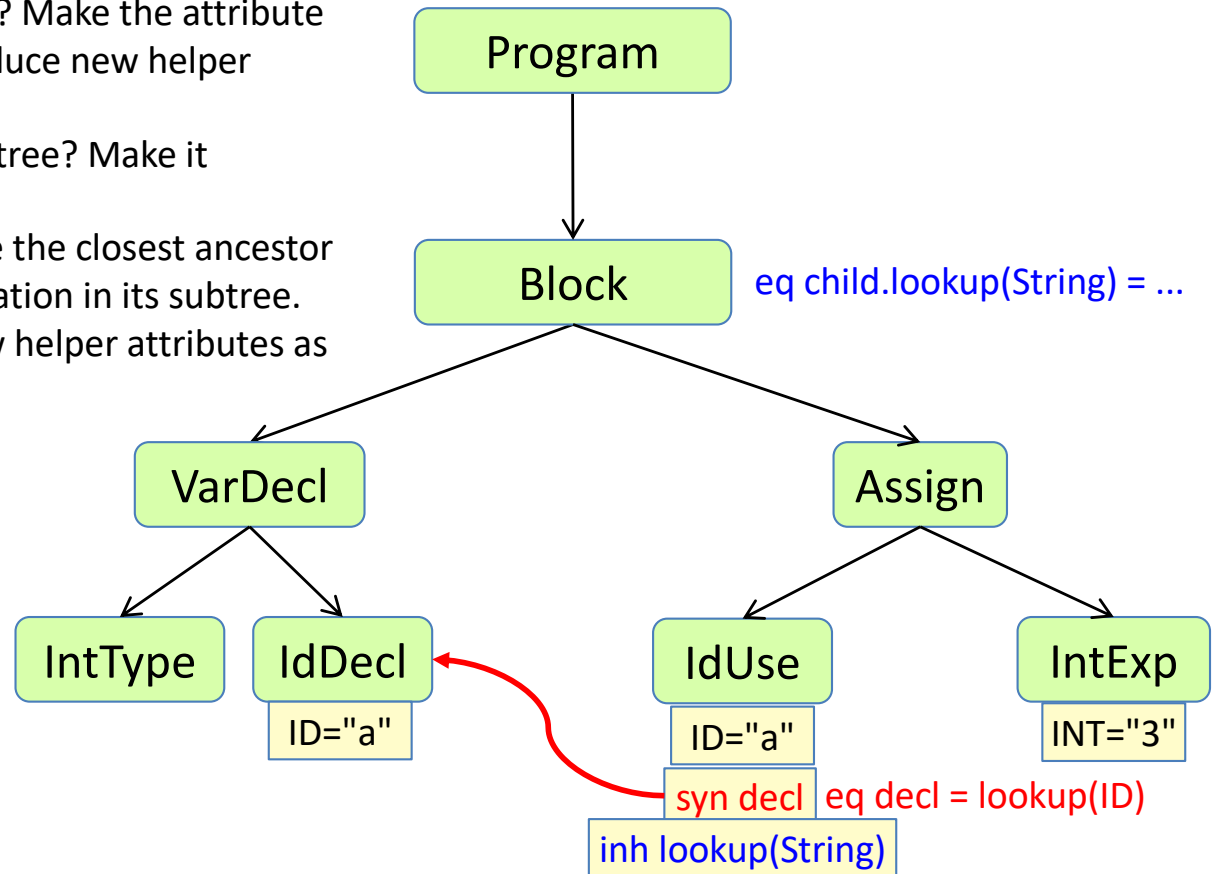 ? Make the attribute
duce new helper
tree? Make it
e the closest ancestor
ation in its subtree.
helper attributes as
Program
Block
eq child.lookup(String) = ...
VarDecl
Assign
IntType
IdDecl
IdUse
IntExp
ID="a"
ID="a"
INT="3"
syn decl
eq decl = lookup(ID)
inh lookup(String)